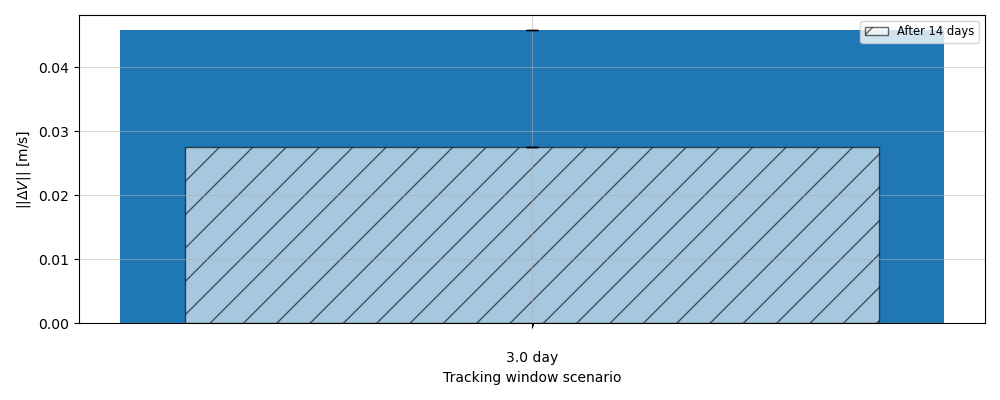 After 14 days
0.04
0.03
0.02
0.01
0.00
||ΔV|| [m/s]
3.0 day
Tracking window scenario